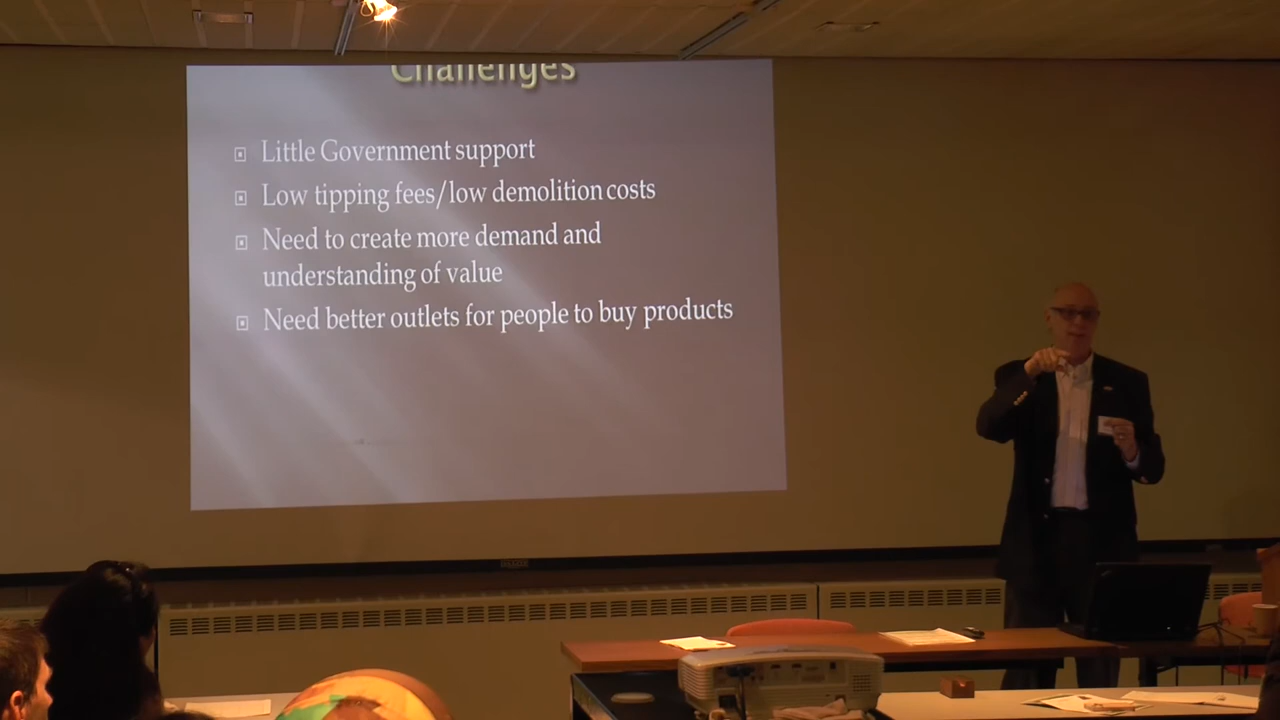 Challenges
Little Government support
Low tipping fees/low demolition costs
Need to create more demand and
understanding of value
Need better outlets for people to buy products